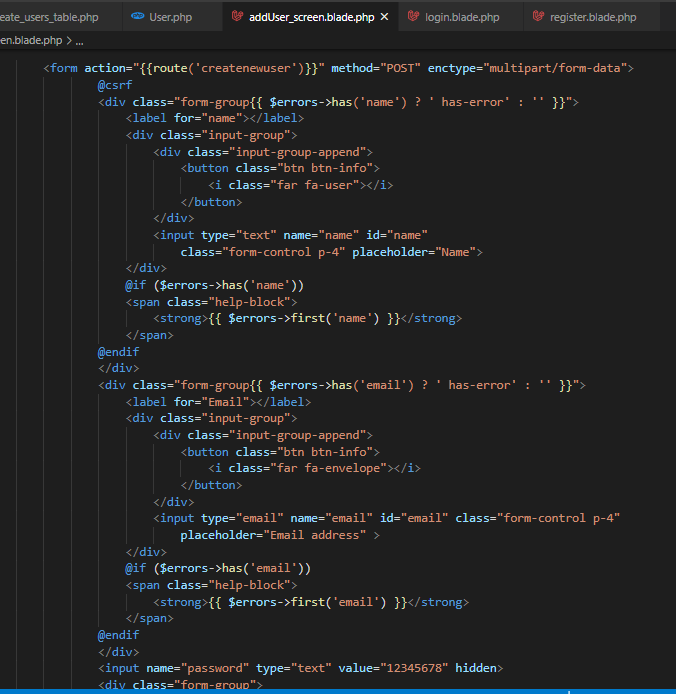 eate_users_table.php User.php addUser_screen.blade.php × login.blade.php register.blade.php
en.blade.php > ...
<form action="{{route('createnewuser')}}" method="POST" enctype="multipart/form-data">
@csrf
<div class="form-group{{ $errors->has('name') ? ' has-error' : '' }}">
<label for="name"></label>
<div class="input-group">
<div class="input-group-append">
<button class="btn btn-info">
<i class="far fa-user"></i>
</button>
</div>
<input type="text" name="name" id="name"
class="form-control p-4" placeholder="Name">
</div>
@if ($errors->has('name'))
<span class="help-block">
<strong>{{ $errors->first('name') }}</strong>
</span>
@endif
</div>
<div class="form-group{{ $errors->has('email') ? ' has-error' : '' }}">
<label for="Email"></label>
<div class="input-group">
<div class="input-group-append">
<button class="btn btn-info">
<i class="far fa-envelope"></i>
</button>
</div>
<input type="email" name="email" id="email" class="form-control p-4"
placeholder="Email address" >
</div>
@if ($errors->has('email'))
<span class="help-block">
<strong>{{ $errors->first('email') }}</strong>
</span>
@endif
</div>
<input name="password" type="text" value="12345678" hidden>
<div class="form-group">